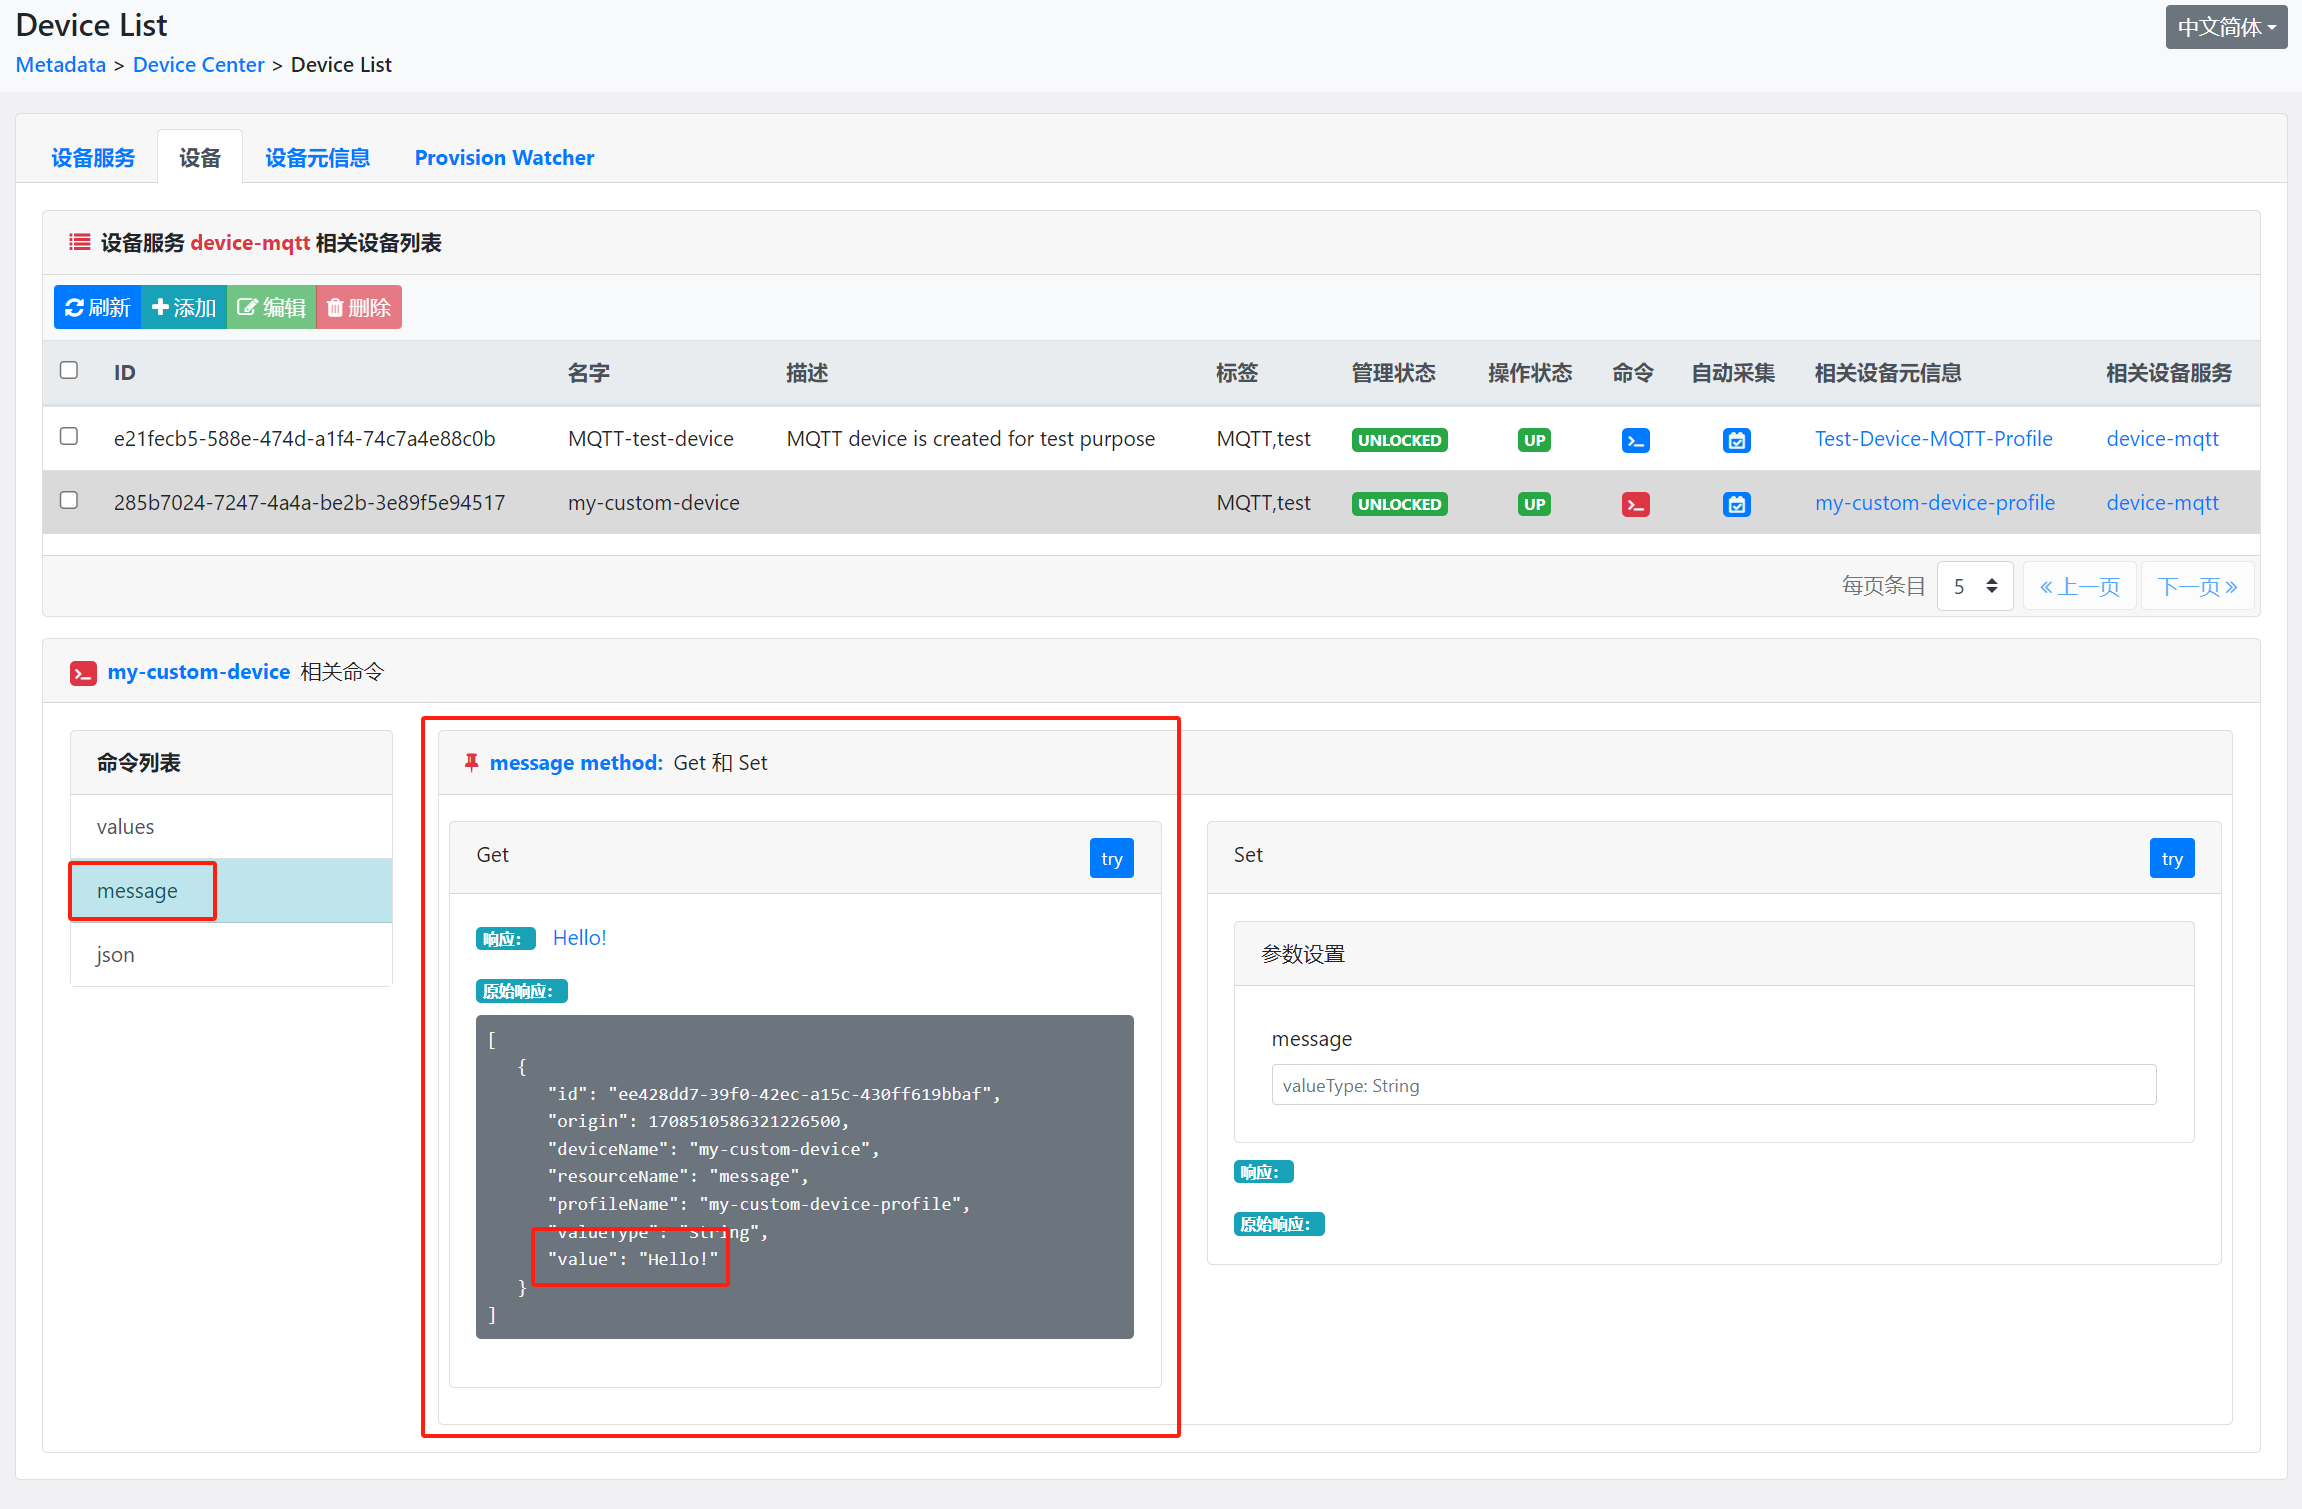 Device List
中文简体
Metadata > Device Center > Device List
设备服务 设备 设备元信息 Provision Watcher
设备服务 device-mqtt 相关设备列表
刷新 添加 编辑 删除
ID 名字 描述 标签 管理状态 操作状态 命令 自动采集 相关设备元信息 相关设备服务
e21fecb5-588e-474d-a1f4-74c7a4e88c0b MQTT-test-device MQTT device is created for test purpose MQTT,test UNLOCKED UP Test-Device-MQTT-Profile device-mqtt
285b7024-7247-4a4a-be2b-3e89f5e94517 my-custom-device MQTT,test UNLOCKED UP my-custom-device-profile device-mqtt
每页条目 5 « 上一页 下一页 »
my-custom-device 相关命令
命令列表
values
message
json
message method: Get 和 Set
Get try
响应： Hello!
原始响应：
[
{
"id": "ee428dd7-39f0-42ec-a15c-430ff619bbaf",
"origin": 1708510586321226500,
"deviceName": "my-custom-device",
"resourceName": "message",
"profileName": "my-custom-device-profile",
"valueType": "String",
"value": "Hello!"
}
]
Set try
参数设置
message
valueType: String
响应：
原始响应：